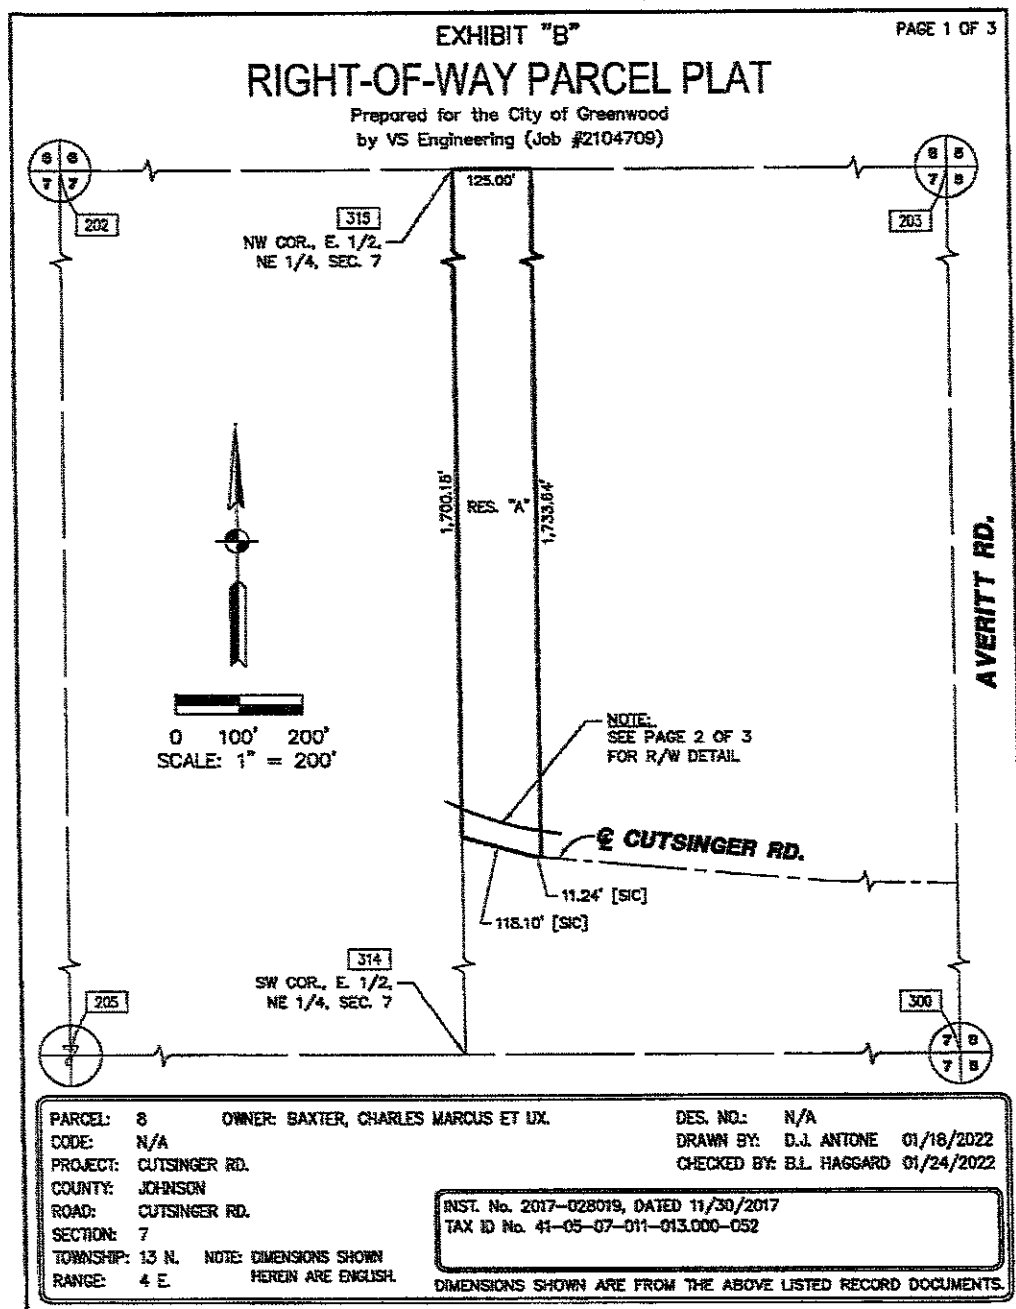 EXHIBIT "B"
PAGE 1 OF 3
RIGHT-OF-WAY PARCEL PLAT
Prepared for the City of Greenwood
by VS Engineering (Job #2104709)
6 6
7 7
8 5
7 8
125.00'
202
315
NW COR., E. 1/2,
NE 1/4, SEC. 7
203
1,700.15'
RES. "A"
1,733.64'
AVERITT RD.
0 100' 200'
SCALE: 1" = 200'
NOTE:
SEE PAGE 2 OF 3
FOR R/W DETAIL
℄ CUTSINGER RD.
11.24' [SIC]
118.10' [SIC]
314
SW COR., E. 1/2,
NE 1/4, SEC. 7
205
300
7 8
7 8
PARCEL: 8 OWNER: BAXTER, CHARLES MARCUS ET UX. DES. NO.: N/A
CODE: N/A DRAWN BY: D.J. ANTONE 01/18/2022
PROJECT: CUTSINGER RD. CHECKED BY: B.L. HAGGARD 01/24/2022
COUNTY: JOHNSON
ROAD: CUTSINGER RD.
SECTION: 7
TOWNSHIP: 13 N. NOTE: DIMENSIONS SHOWN
RANGE: 4 E. HEREIN ARE ENGLISH.
INST. No. 2017-028019, DATED 11/30/2017
TAX ID No. 41-05-07-011-013.000-052
DIMENSIONS SHOWN ARE FROM THE ABOVE LISTED RECORD DOCUMENTS.